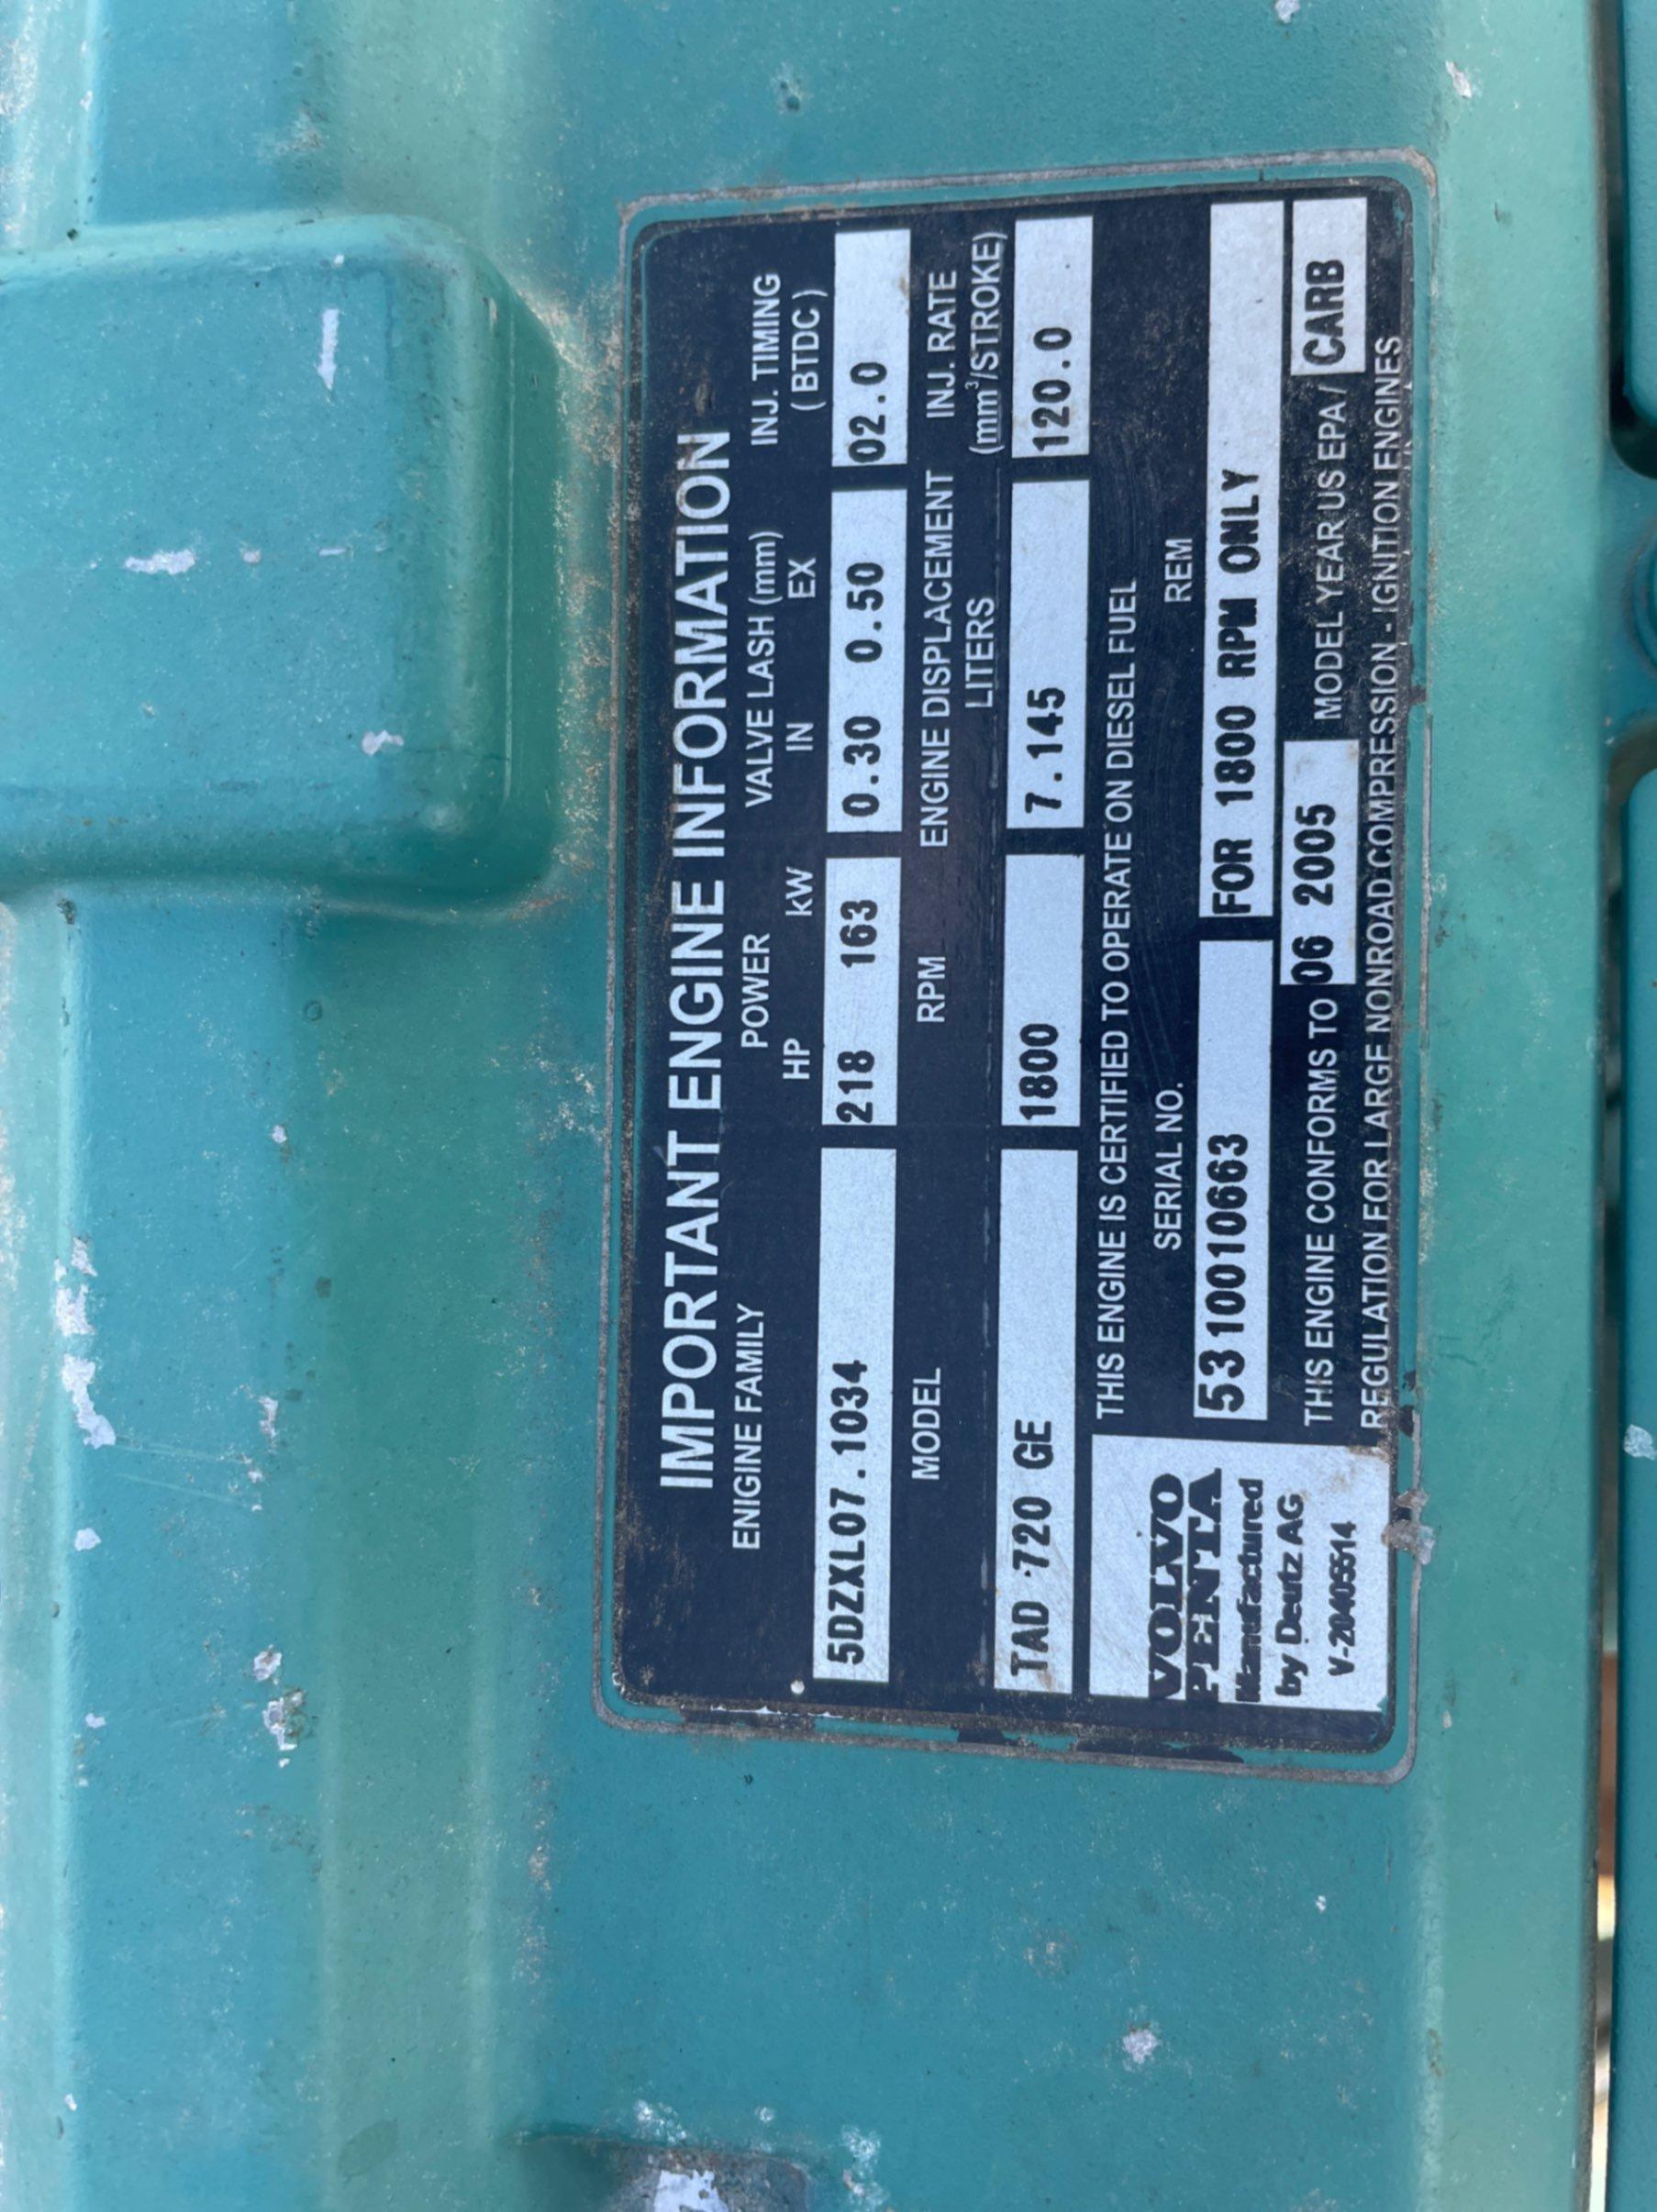 IMPORTANT ENGINE INFORMATION
ENIGINE FAMILY POWER VALVE LASH (mm) INJ. TIMING
HP kW IN EX ( BTDC )
5DZXL07.1034 218 163 0.30 0.50 02.0
MODEL RPM ENGINE DISPLACEMENT INJ. RATE
LITERS (mm³/STROKE)
TAD 720 GE 1800 7.145 120.0
THIS ENGINE IS CERTIFIED TO OPERATE ON DIESEL FUEL
SERIAL NO. REM
5310010663 FOR 1800 RPM ONLY
THIS ENGINE CONFORMS TO 06 2005 MODEL YEAR US EPA / CARB
REGULATION FOR LARGE NONROAD COMPRESSION - IGNITION ENGINES
VOLVO
PENTA
Manufactured
by Deutz AG
V-20405514